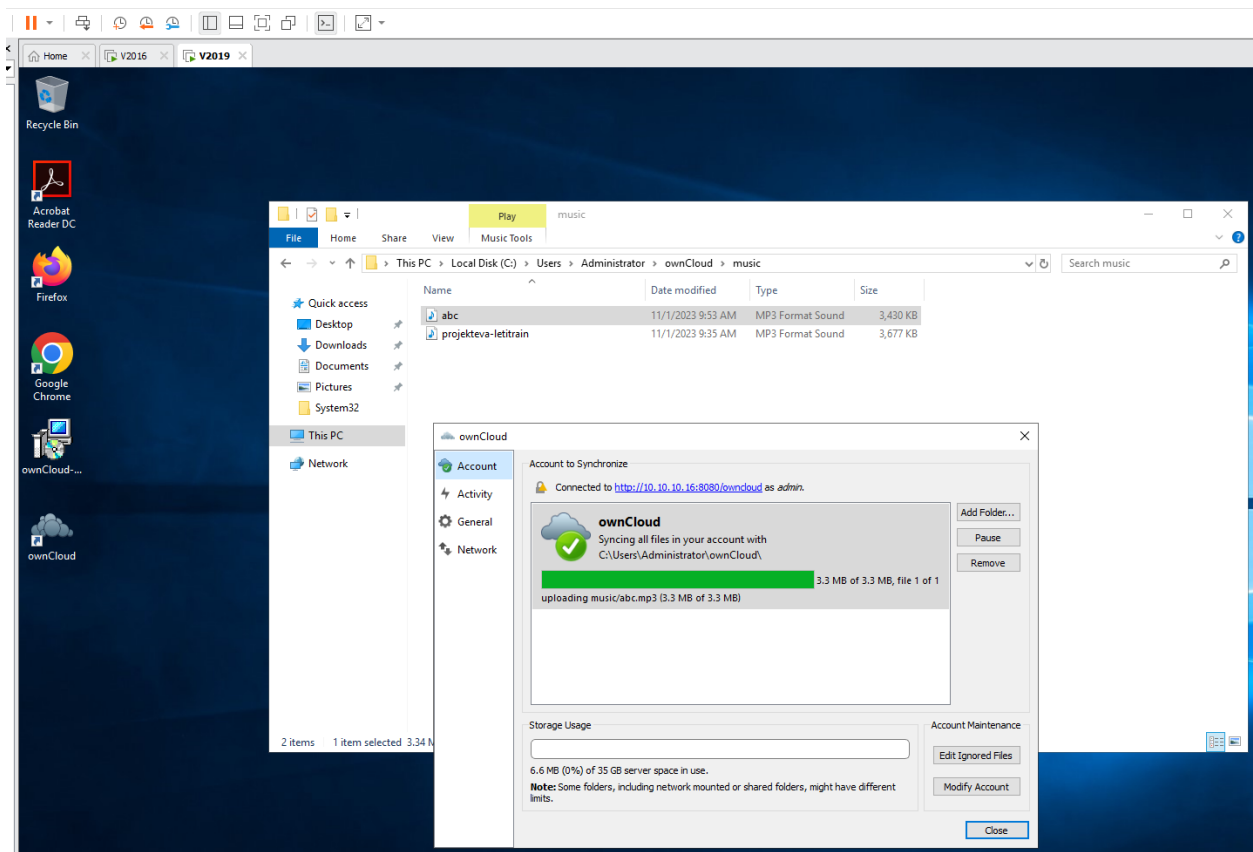 Home
V2016
V2019
Recycle Bin
Acrobat
Reader DC
Firefox
Google
Chrome
ownCloud-...
ownCloud
Play
music
File
Home
Share
View
Music Tools
This PC > Local Disk (C:) > Users > Administrator > ownCloud > music
Search music
Quick access
Desktop
Downloads
Documents
Pictures
System32
This PC
Network
Name
Date modified
Type
Size
abc
11/1/2023 9:53 AM
MP3 Format Sound
3,430 KB
projekteva-letitrain
11/1/2023 9:35 AM
MP3 Format Sound
3,677 KB
2 items
1 item selected 3.34 M
ownCloud
Account
Activity
General
Network
Account to Synchronize
Connected to http://10.10.10.16:8080/owncloud as admin.
ownCloud
Syncing all files in your account with
C:\Users\Administrator\ownCloud\
3.3 MB of 3.3 MB, file 1 of 1
uploading music/abc.mp3 (3.3 MB of 3.3 MB)
Add Folder...
Pause
Remove
Storage Usage
6.6 MB (0%) of 35 GB server space in use.
Note: Some folders, including network mounted or shared folders, might have different
limits.
Account Maintenance
Edit Ignored Files
Modify Account
Close